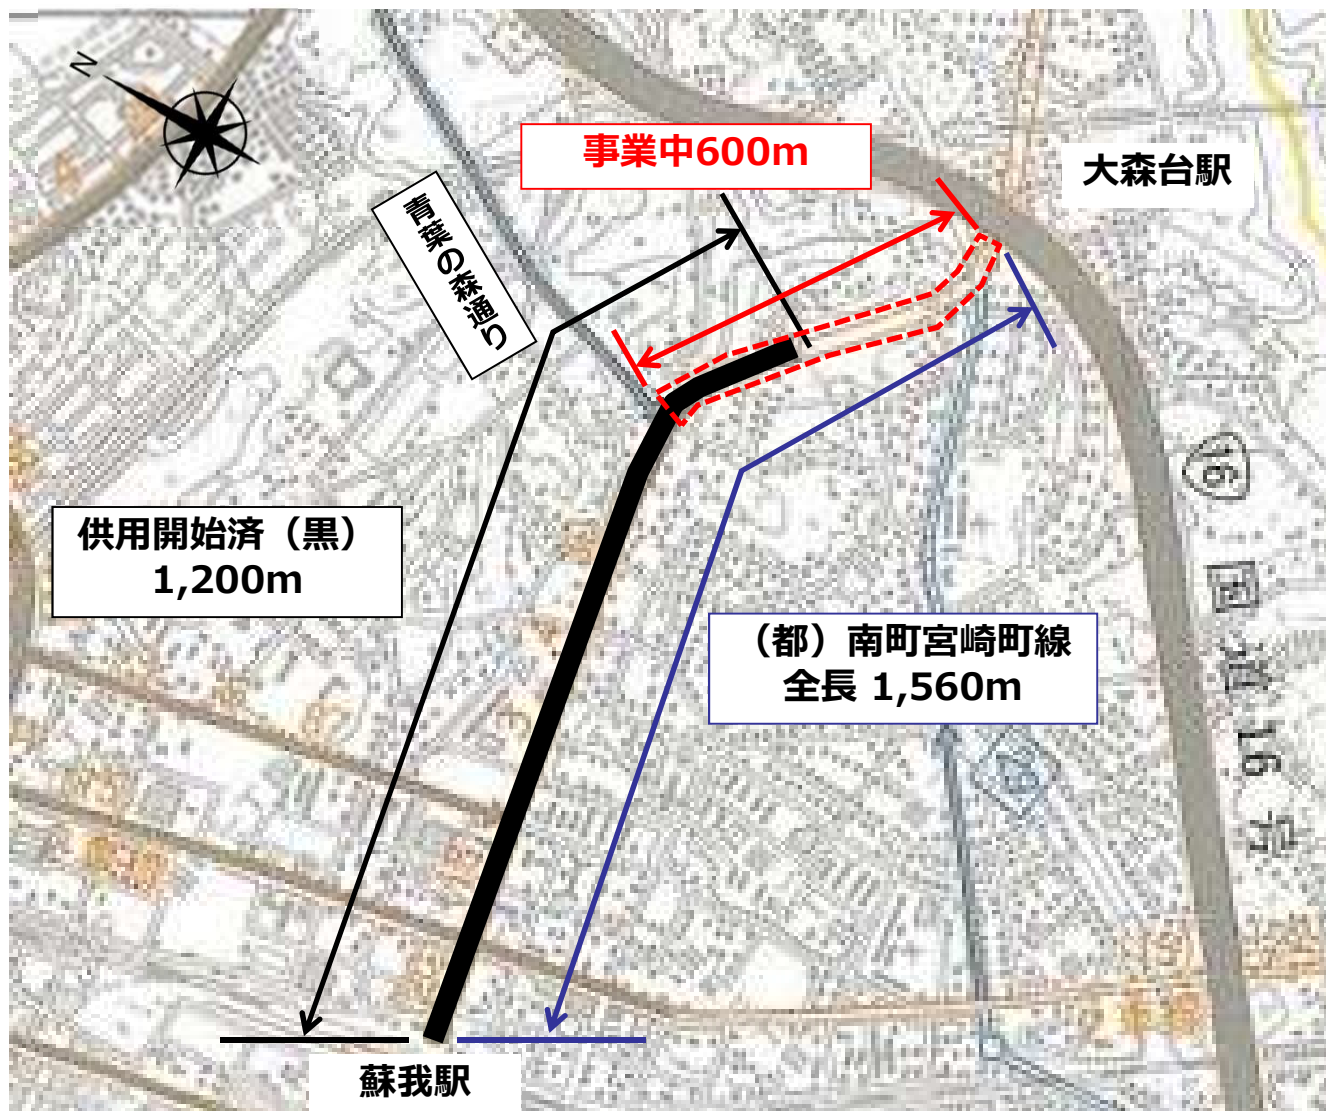 N
事業中600m
大森台駅
青葉の森通り
16
国道16号
供用開始済（黒）
1,200m
（都）南町宮崎町線
全長 1,560m
蘇我駅